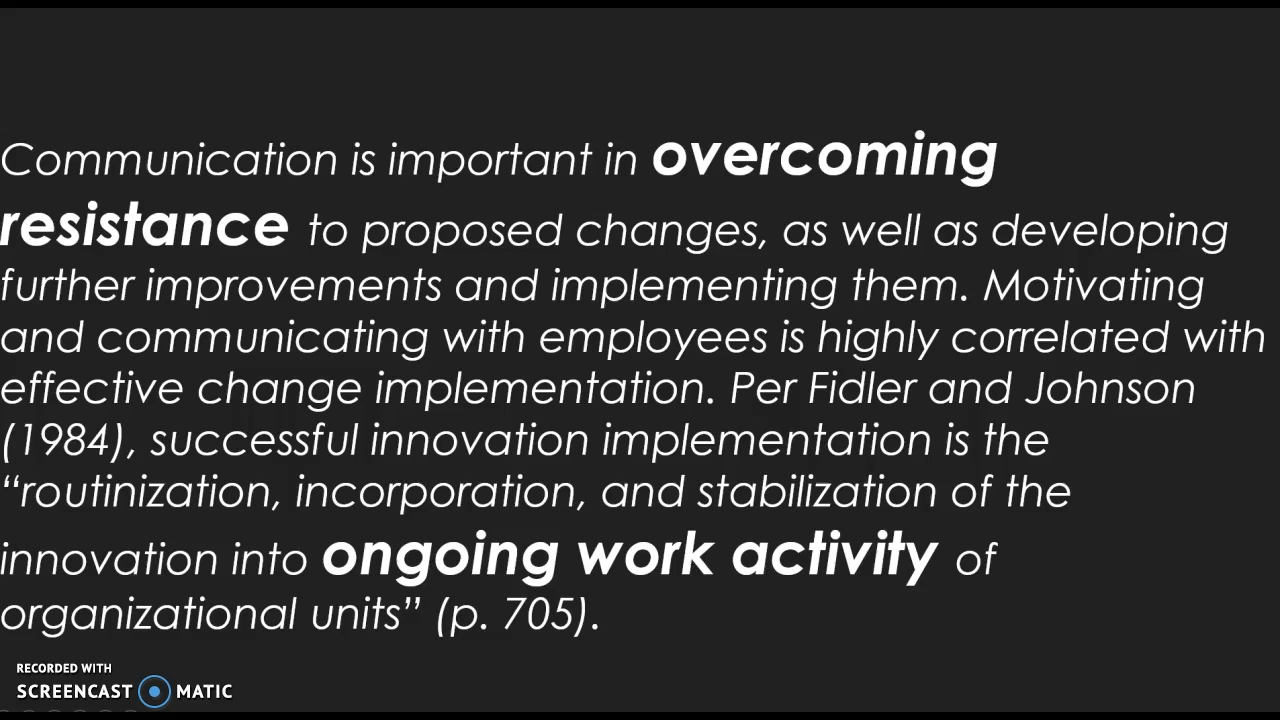 Communication is important in overcoming
resistance to proposed changes, as well as developing
further improvements and implementing them. Motivating
and communicating with employees is highly correlated with
effective change implementation. Per Fidler and Johnson
(1984), successful innovation implementation is the
“routinization, incorporation, and stabilization of the
innovation into ongoing work activity of
organizational units” (p. 705).
RECORDED WITH
SCREENCAST MATIC